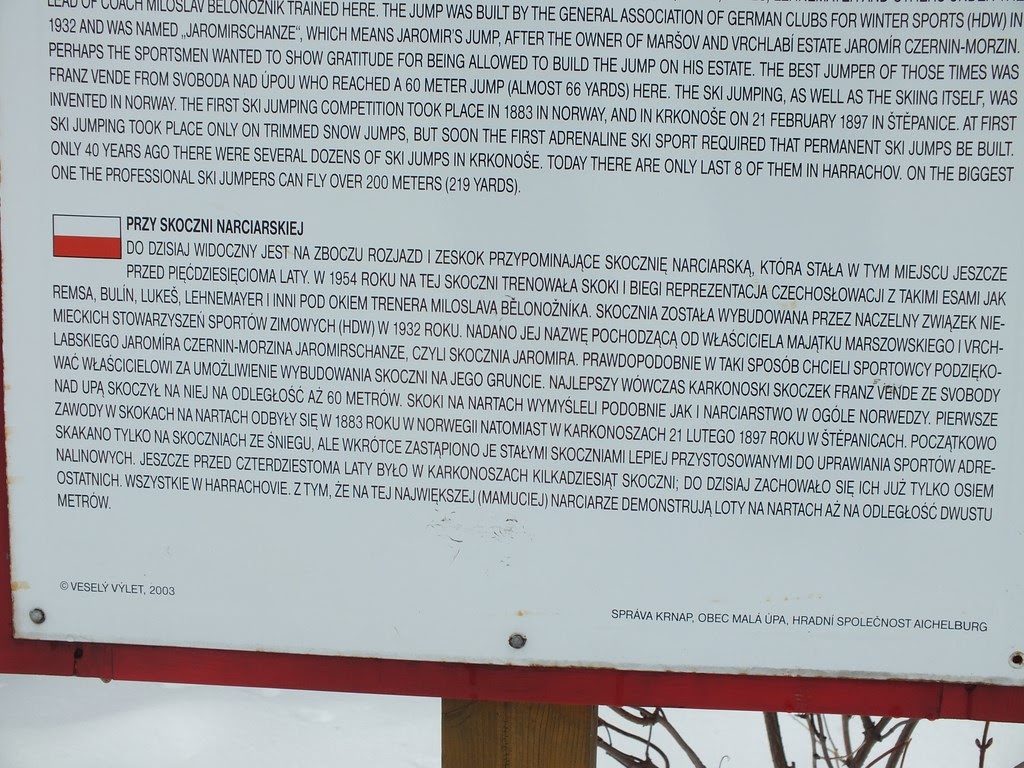 LEAD OF COACH MILOSLAV BĚLONOŽNÍK TRAINED HERE. THE JUMP WAS BUILT BY THE GENERAL ASSOCIATION OF GERMAN CLUBS FOR WINTER SPORTS (HDW) IN
1932 AND WAS NAMED „JAROMIRSCHANZE“, WHICH MEANS JAROMIR'S JUMP, AFTER THE OWNER OF MARŠOV AND VRCHLABÍ ESTATE JAROMÍR CZERNIN-MORZIN.
PERHAPS THE SPORTSMEN WANTED TO SHOW GRATITUDE FOR BEING ALLOWED TO BUILD THE JUMP ON HIS ESTATE. THE BEST JUMPER OF THOSE TIMES WAS
FRANZ VENDE FROM SVOBODA NAD ÚPOU WHO REACHED A 60 METER JUMP (ALMOST 66 YARDS) HERE. THE SKI JUMPING, AS WELL AS THE SKIING ITSELF, WAS
INVENTED IN NORWAY. THE FIRST SKI JUMPING COMPETITION TOOK PLACE IN 1883 IN NORWAY, AND IN KRKONOŠE ON 21 FEBRUARY 1897 IN ŠTĚPANICE. AT FIRST
SKI JUMPING TOOK PLACE ONLY ON TRIMMED SNOW JUMPS, BUT SOON THE FIRST ADRENALINE SKI SPORT REQUIRED THAT PERMANENT SKI JUMPS BE BUILT.
ONLY 40 YEARS AGO THERE WERE SEVERAL DOZENS OF SKI JUMPS IN KRKONOŠE. TODAY THERE ARE ONLY LAST 8 OF THEM IN HARRACHOV. ON THE BIGGEST
ONE THE PROFESSIONAL SKI JUMPERS CAN FLY OVER 200 METERS (219 YARDS).
PRZY SKOCZNI NARCIARSKIEJ
DO DZISIAJ WIDOCZNY JEST NA ZBOCZU ROZJAZD I ZESKOK PRZYPOMINAJĄCE SKOCZNIĘ NARCIARSKĄ, KTÓRA STAŁA W TYM MIEJSCU JESZCZE
PRZED PIĘĆDZIESIĘCIOMA LATY. W 1954 ROKU NA TEJ SKOCZNI TRENOWAŁA SKOKI I BIEGI REPREZENTACJA CZECHOSŁOWACJI Z TAKIMI ESAMI JAK
REMSA, BULÍN, LUKEŠ, LEHNEMAYER I INNI POD OKIEM TRENERA MILOSLAVA BĚLONOŽNÍKA. SKOCZNIA ZOSTAŁA WYBUDOWANA PRZEZ NACZELNY ZWIĄZEK NIE-
MIECKICH STOWARZYSZEŃ SPORTÓW ZIMOWYCH (HDW) W 1932 ROKU. NADANO JEJ NAZWĘ POCHODZĄCĄ OD WŁAŚCICIELA MAJĄTKU MARSZOWSKIEGO I VRCH-
LABSKIEGO JAROMÍRA CZERNIN-MORZINA JAROMIRSCHANZE, CZYLI SKOCZNIA JAROMIRA. PRAWDOPODOBNIE W TAKI SPOSÓB CHCIELI SPORTOWCY PODZIĘKO-
WAĆ WŁAŚCICIELOWI ZA UMOŻLIWIENIE WYBUDOWANIA SKOCZNI NA JEGO GRUNCIE. NAJLEPSZY WÓWCZAS KARKONOSKI SKOCZEK FRANZ VENDE ZE SVOBODY
NAD UPĄ SKOCZYŁ NA NIEJ NA ODLEGŁOŚĆ AŻ 60 METRÓW. SKOKI NA NARTACH WYMYŚLELI PODOBNIE JAK I NARCIARSTWO W OGÓLE NORWEDZY. PIERWSZE
ZAWODY W SKOKACH NA NARTACH ODBYŁY SIĘ W 1883 ROKU W NORWEGII NATOMIAST W KARKONOSZACH 21 LUTEGO 1897 ROKU W ŠTĚPANICACH. POCZĄTKOWO
SKAKANO TYLKO NA SKOCZNIACH ZE ŚNIEGU, ALE WKRÓTCE ZASTĄPIONO JE STAŁYMI SKOCZNIAMI LEPIEJ PRZYSTOSOWANYMI DO UPRAWIANIA SPORTÓW ADRE-
NALINOWYCH. JESZCZE PRZED CZTERDZIESTOMA LATY BYŁO W KARKONOSZACH KILKADZIESIĄT SKOCZNI; DO DZISIAJ ZACHOWAŁO SIĘ ICH JUŻ TYLKO OSIEM
OSTATNICH. WSZYSTKIE W HARRACHOVIE. Z TYM, ŻE NA TEJ NAJWIĘKSZEJ (MAMUCIEJ) NARCIARZE DEMONSTRUJĄ LOTY NA NARTACH AŻ NA ODLEGŁOŚĆ DWUSTU
METRÓW.
© VESELÝ VÝLET, 2003
SPRÁVA KRNAP, OBEC MALÁ ÚPA, HRADNÍ SPOLEČNOST AICHELBURG